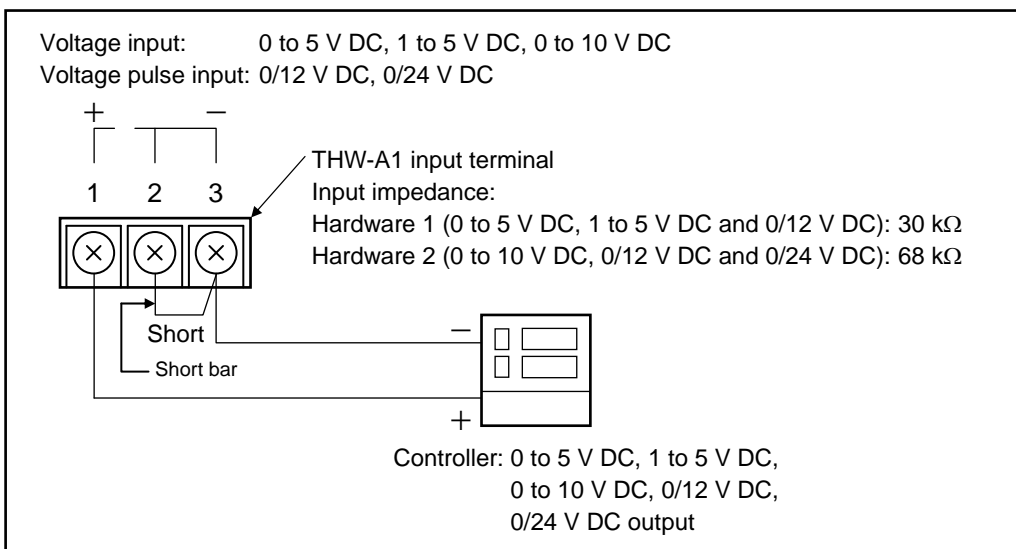 Voltage input: 0 to 5 V DC, 1 to 5 V DC, 0 to 10 V DC
Voltage pulse input: 0/12 V DC, 0/24 V DC
+ −
1 2 3
THW-A1 input terminal
Input impedance:
Hardware 1 (0 to 5 V DC, 1 to 5 V DC and 0/12 V DC): 30 kΩ
Hardware 2 (0 to 10 V DC, 0/12 V DC and 0/24 V DC): 68 kΩ
Short
Short bar
−
+
Controller: 0 to 5 V DC, 1 to 5 V DC,
0 to 10 V DC, 0/12 V DC,
0/24 V DC output